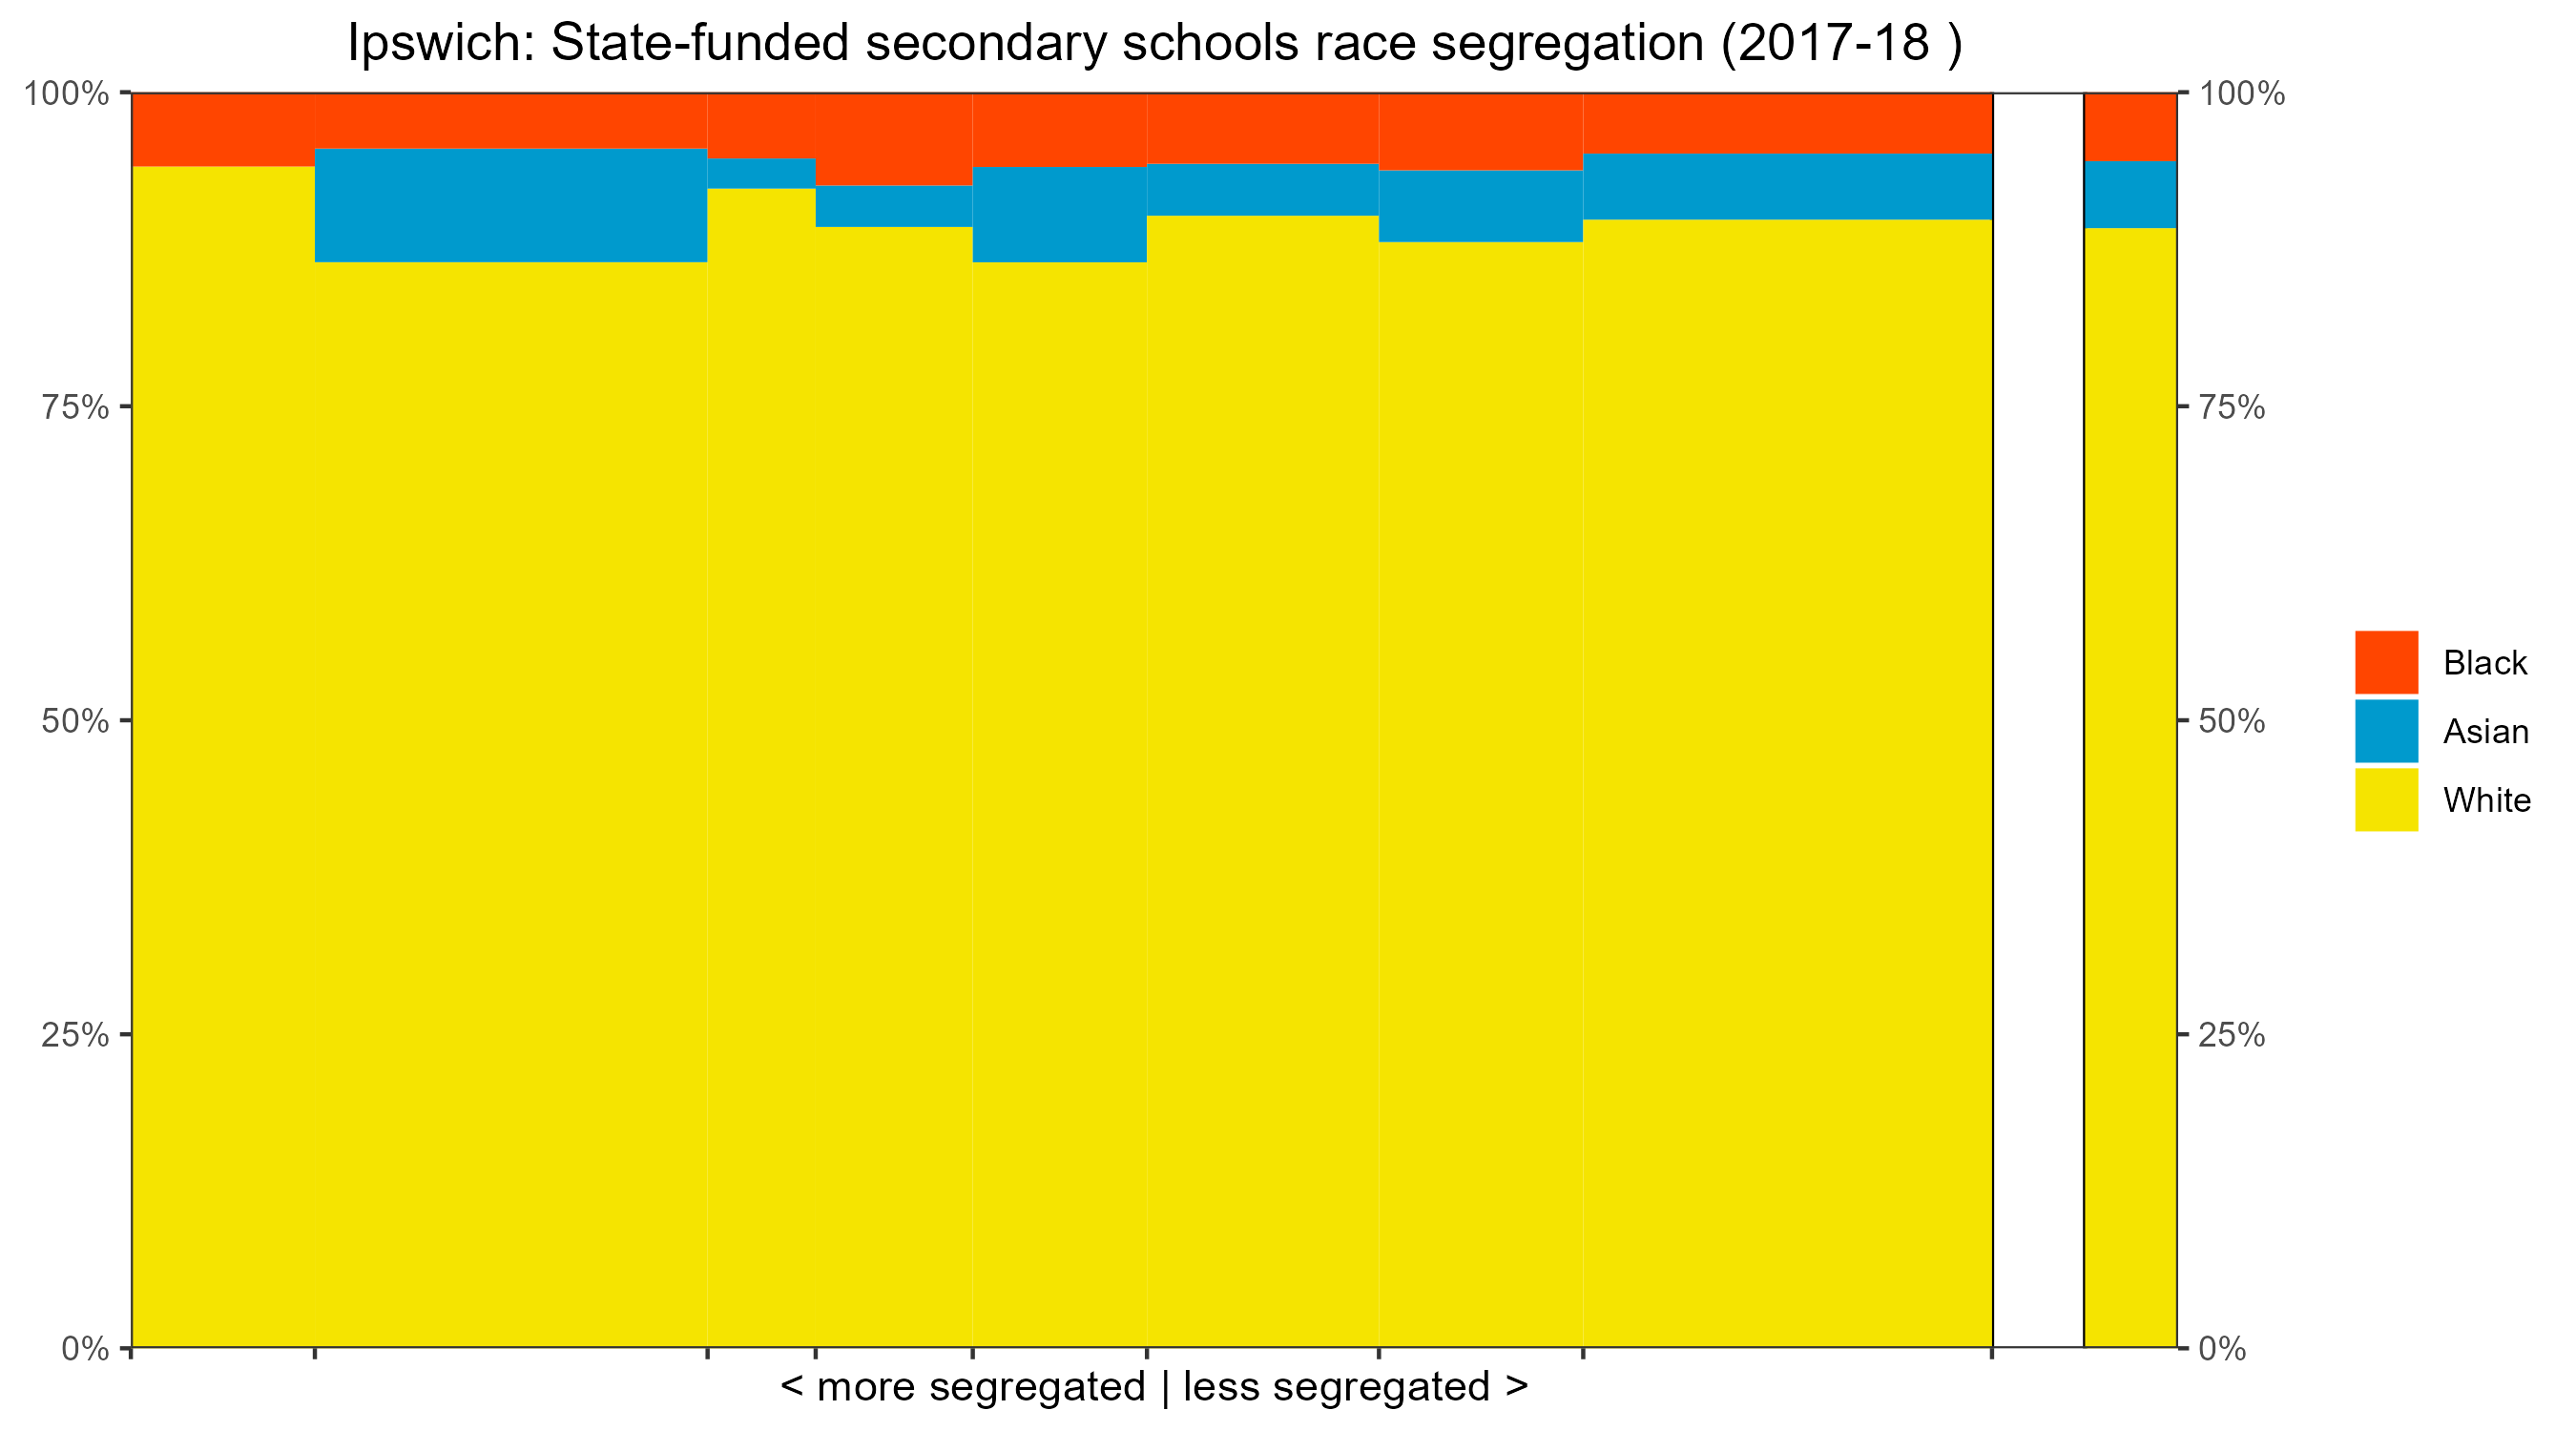 Ipswich: State-funded secondary schools race segregation (2017-18 )
100%
75%
50%
25%
0%
100%
75%
50%
25%
0%
Black
Asian
White
< more segregated | less segregated >